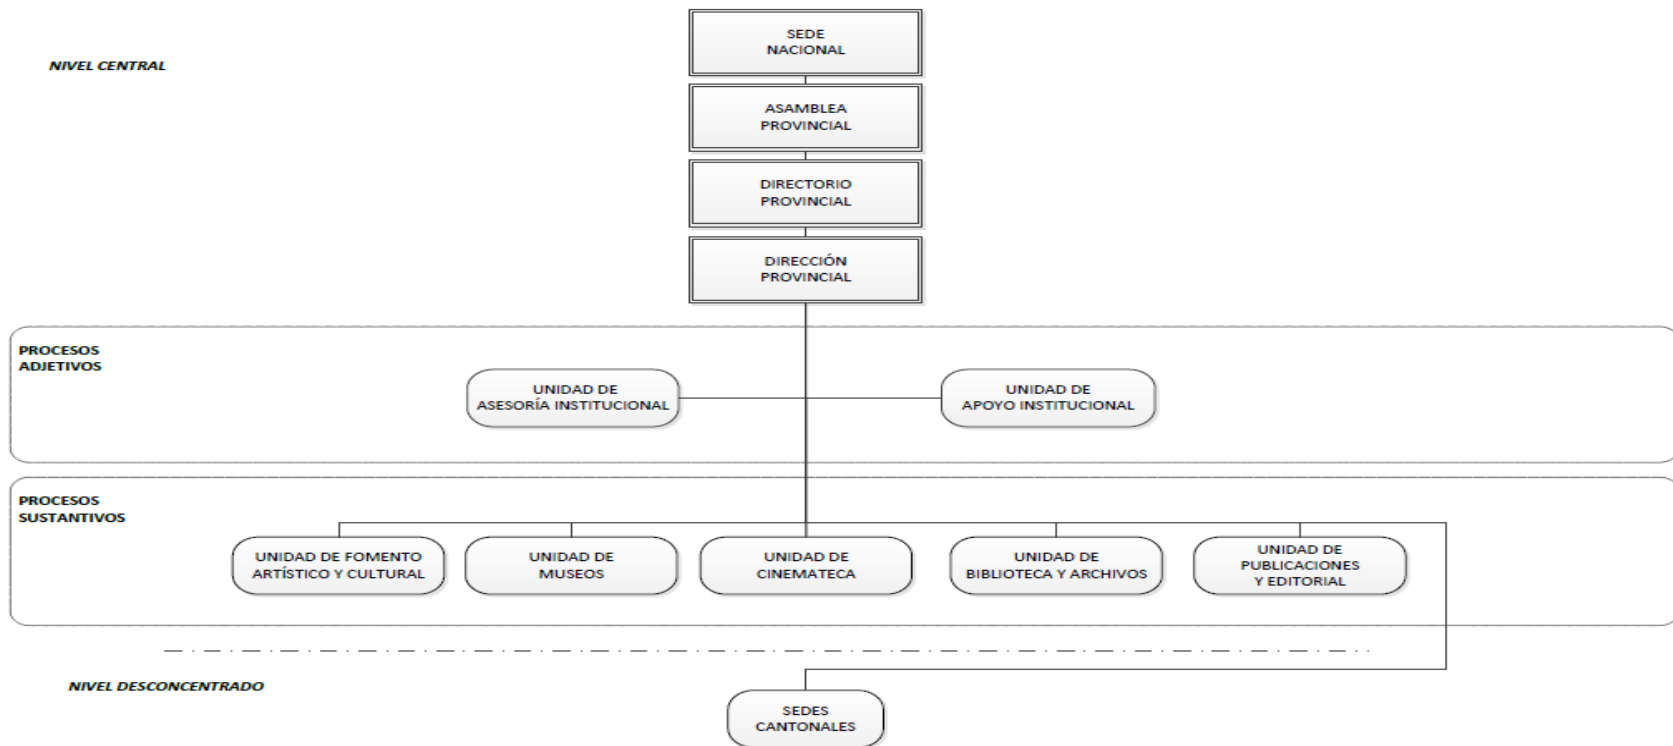 NIVEL CENTRAL
SEDE
NACIONAL
ASAMBLEA
PROVINCIAL
DIRECTORIO
PROVINCIAL
DIRECCIÓN
PROVINCIAL
PROCESOS
ADJETIVOS
UNIDAD DE
ASESORÍA INSTITUCIONAL
UNIDAD DE
APOYO INSTITUCIONAL
PROCESOS
SUSTANTIVOS
UNIDAD DE FOMENTO
ARTÍSTICO Y CULTURAL
UNIDAD DE
MUSEOS
UNIDAD DE
CINEMATECA
UNIDAD DE
BIBLIOTECA Y ARCHIVOS
UNIDAD DE
PUBLICACIONES
Y EDITORIAL
NIVEL DESCONCENTRADO
SEDES
CANTONALES